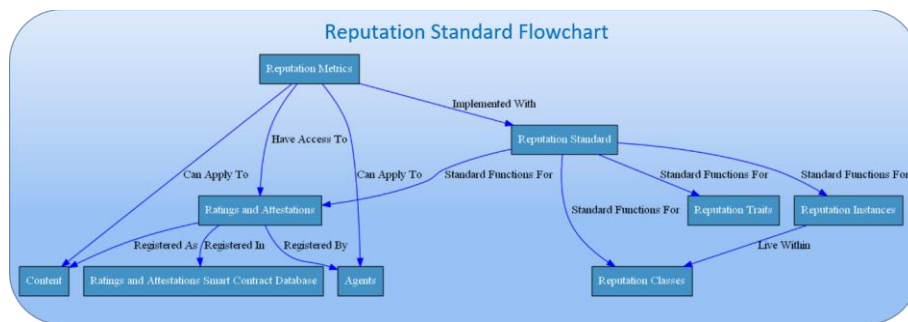 Reputation Standard Flowchart
Reputation Metrics
Implemented With
Have Access To
Reputation Standard
Can Apply To
Can Apply To
Standard Functions For
Standard Functions For
Standard Functions For
Ratings and Attestations
Standard Functions For
Reputation Traits
Reputation Instances
Registered As
Registered In
Registered By
Live Within
Content
Ratings and Attestations Smart Contract Database
Agents
Reputation Classes